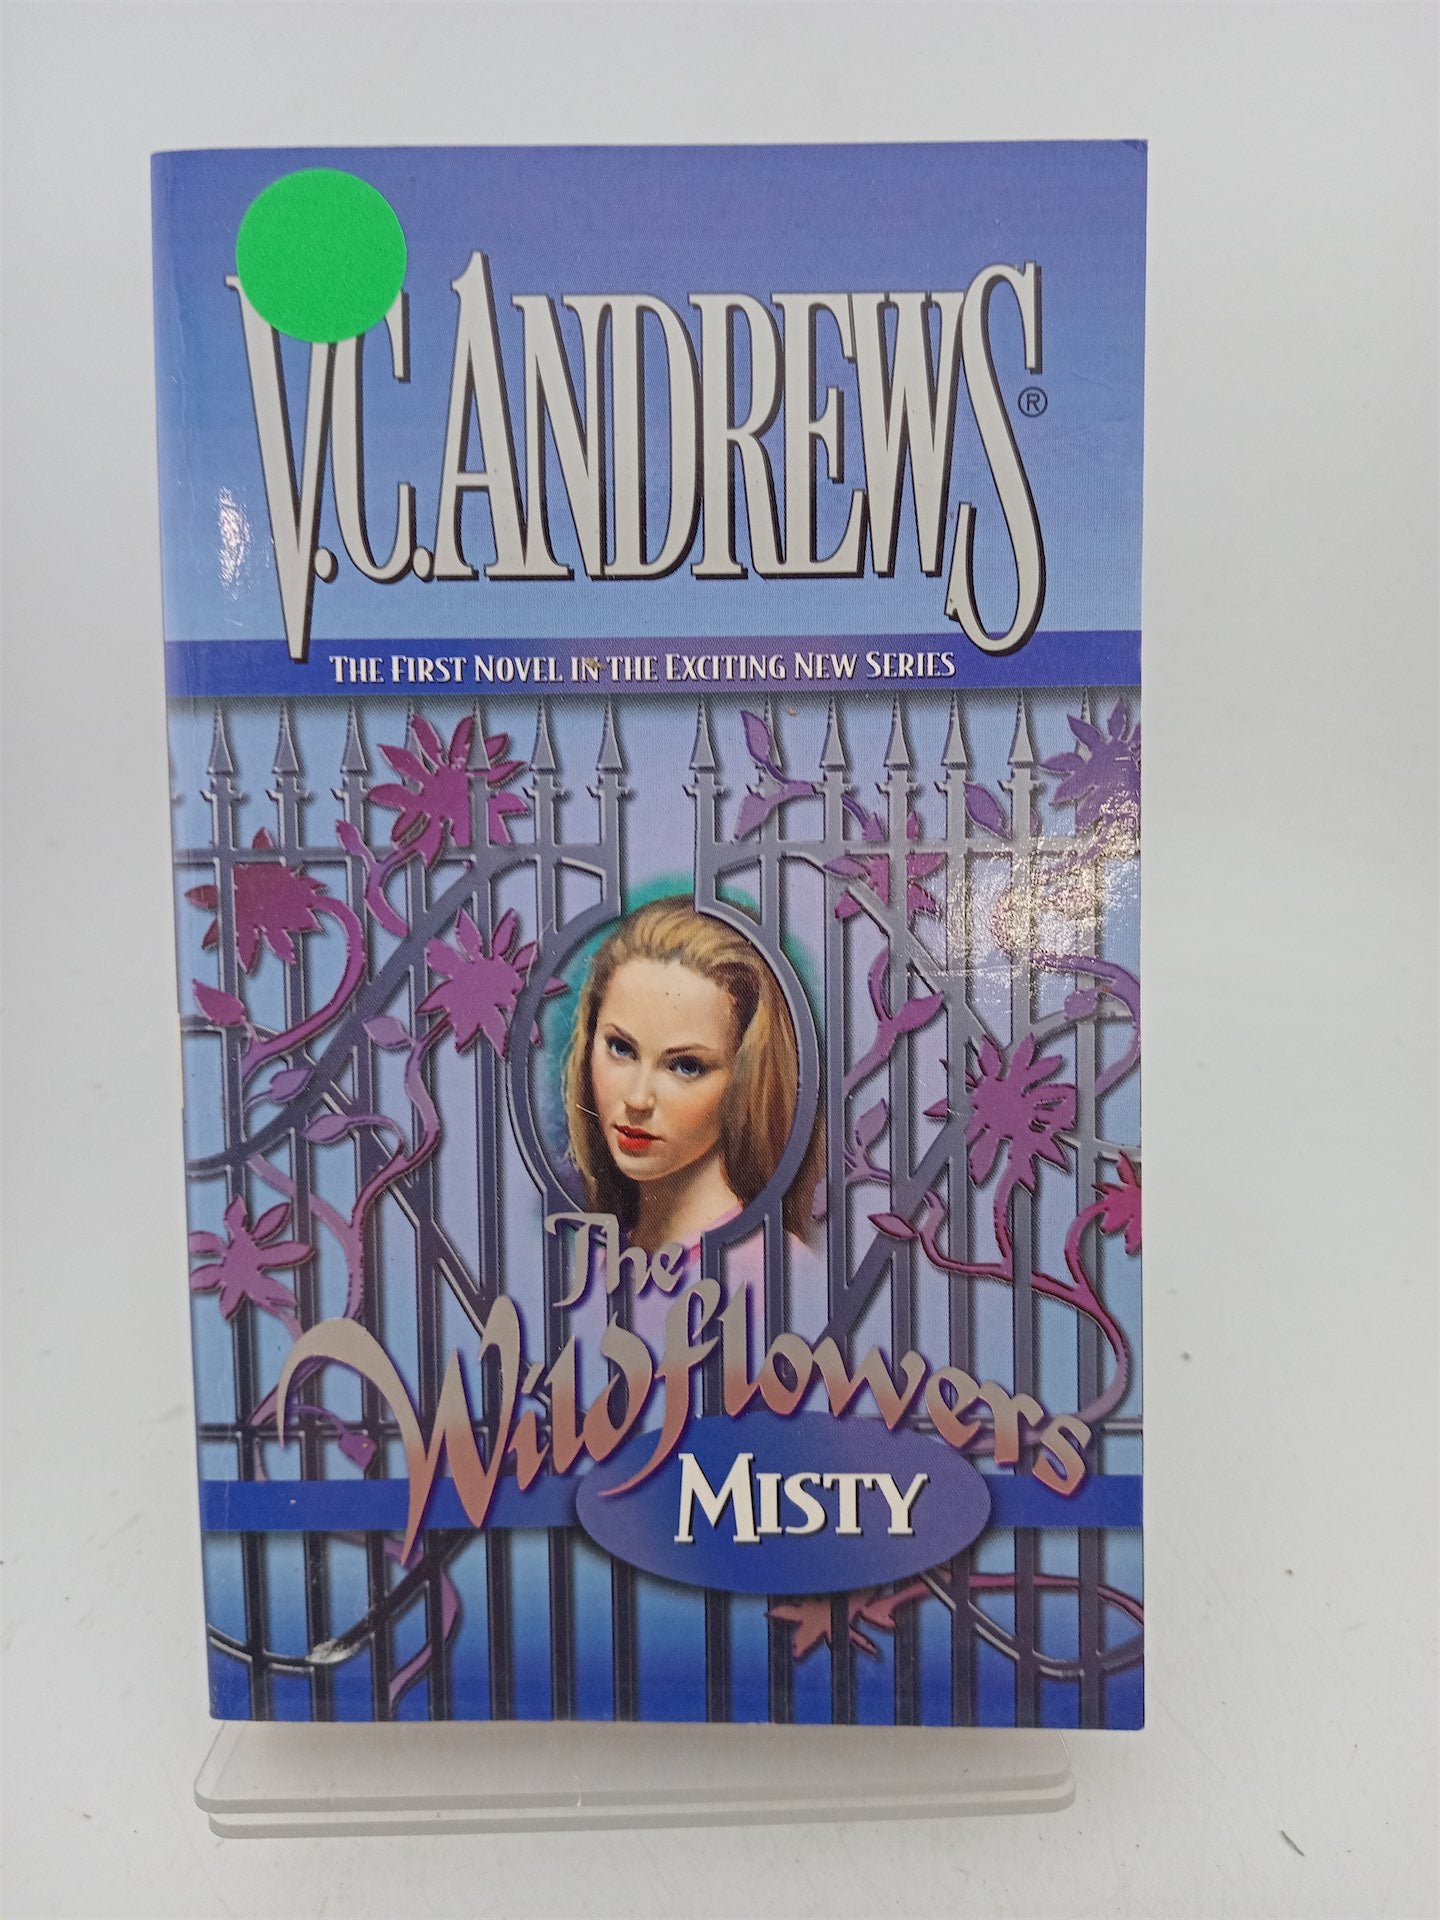 V.C. ANDREWS®
THE FIRST NOVEL IN THE EXCITING NEW SERIES
The
Wildflowers
MISTY